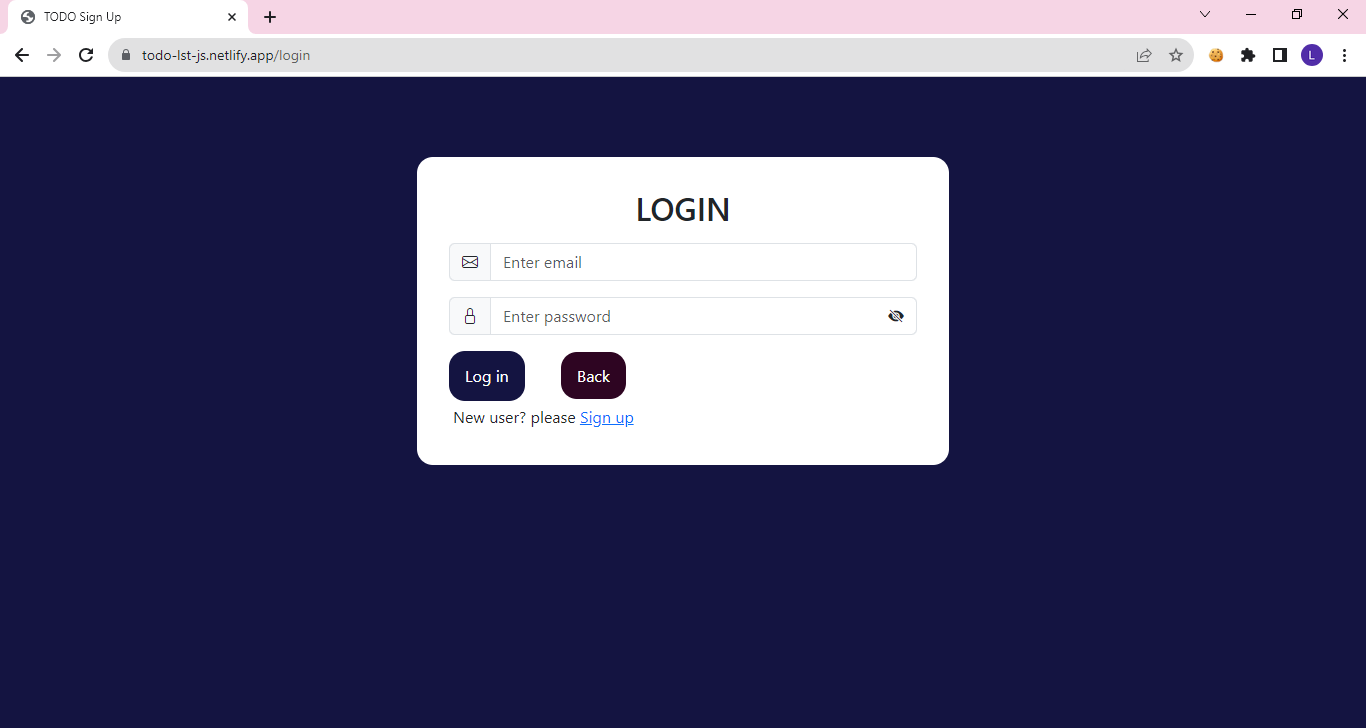 TODO Sign Up
todo-lst-js.netlify.app/login
L
LOGIN
Enter email
Enter password
Log in Back
New user? please Sign up